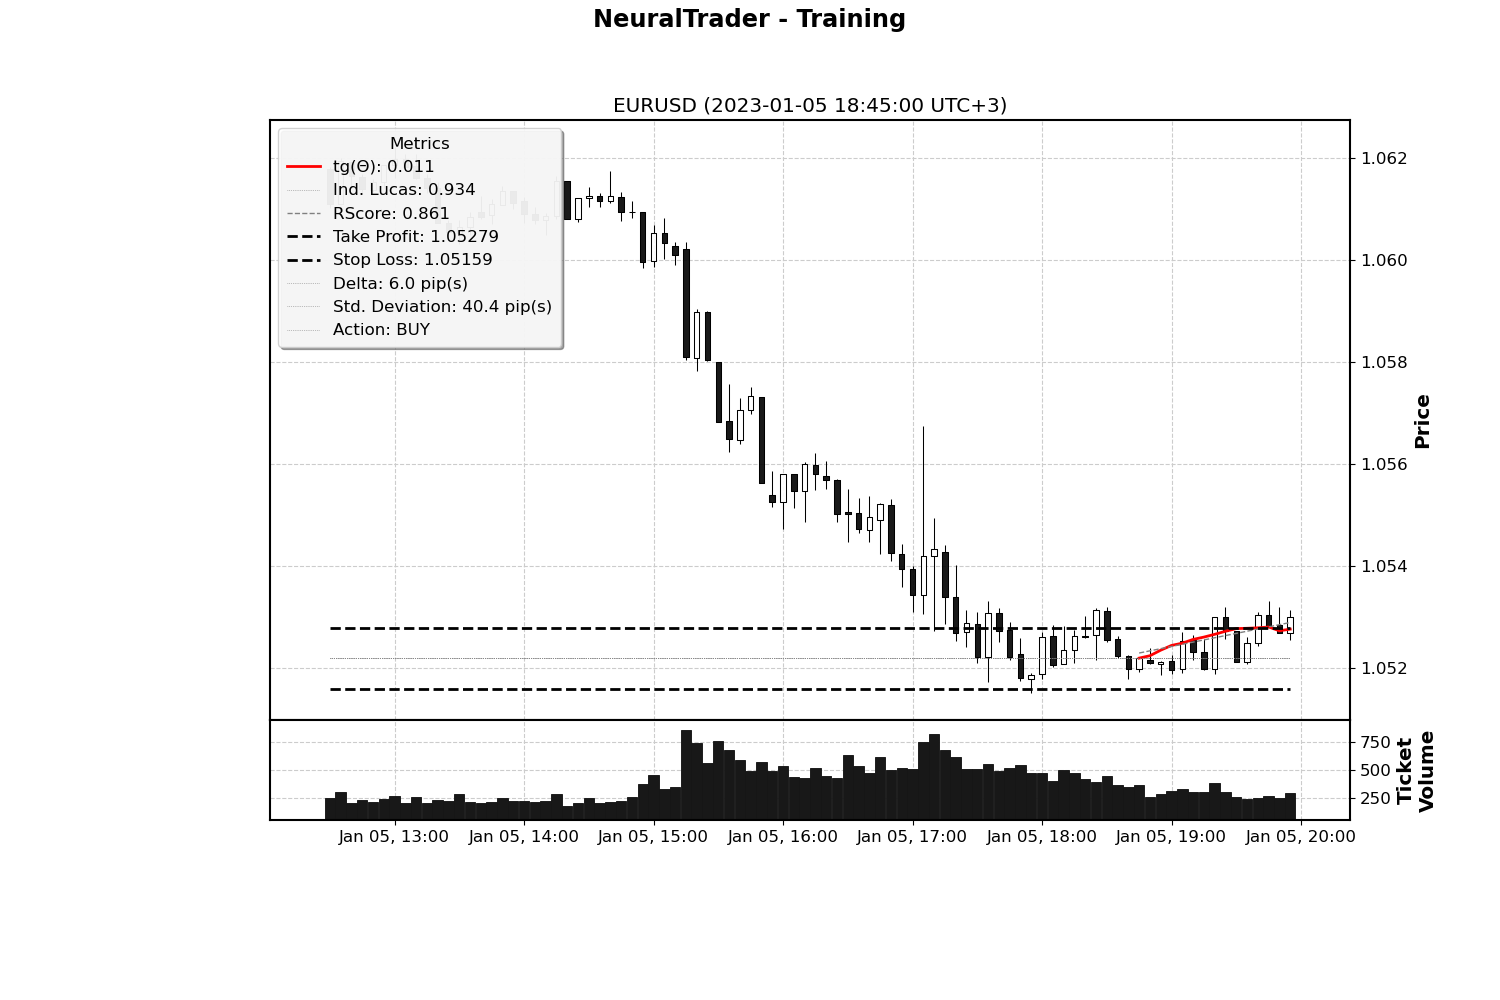 NeuralTrader - Training
EURUSD (2023-01-05 18:45:00 UTC+3)
Metrics
tg(Θ): 0.011
Ind. Lucas: 0.934
RScore: 0.861
Take Profit: 1.05279
Stop Loss: 1.05159
Delta: 6.0 pip(s)
Std. Deviation: 40.4 pip(s)
Action: BUY
1.062
1.060
1.058
1.056
1.054
1.052
Price
750
500
250
Ticket
Volume
Jan 05, 13:00
Jan 05, 14:00
Jan 05, 15:00
Jan 05, 16:00
Jan 05, 17:00
Jan 05, 18:00
Jan 05, 19:00
Jan 05, 20:00